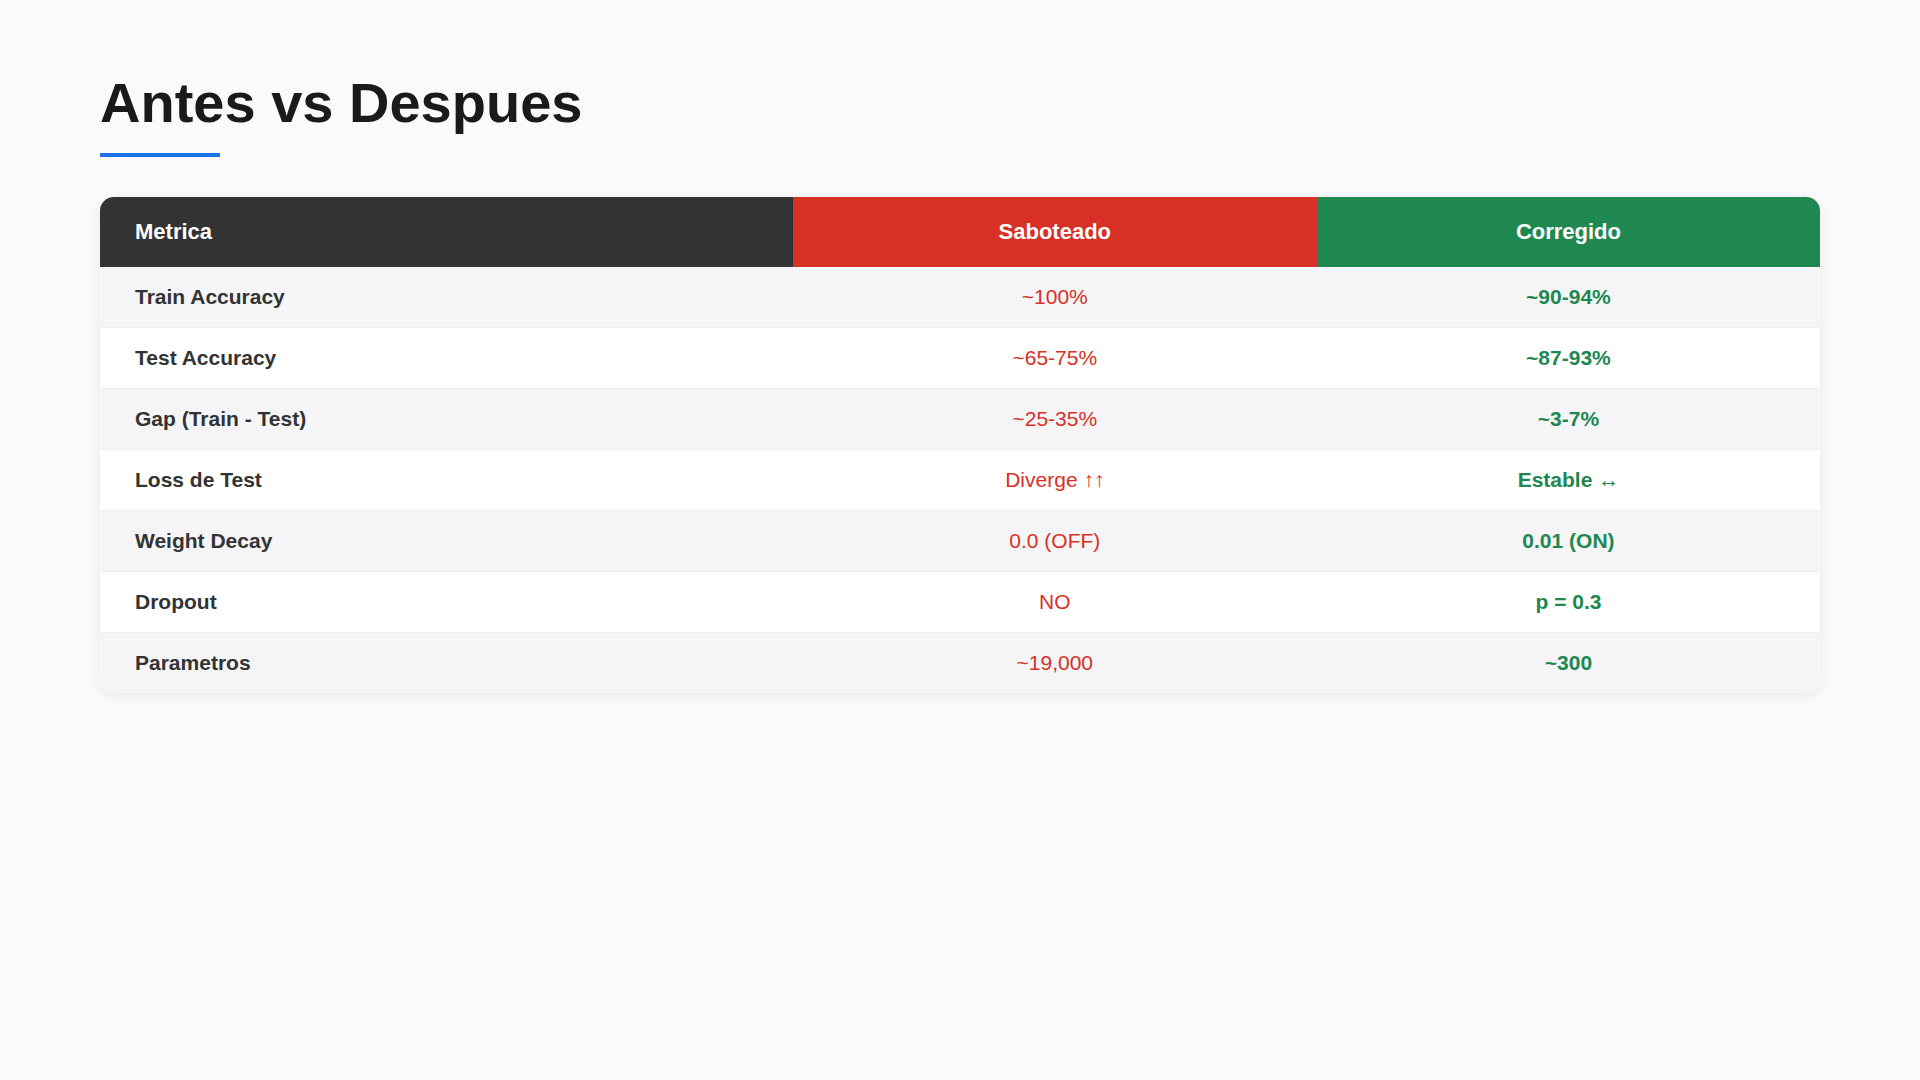 Antes vs Despues
Metrica Saboteado Corregido
Train Accuracy ~100% ~90-94%
Test Accuracy ~65-75% ~87-93%
Gap (Train - Test) ~25-35% ~3-7%
Loss de Test Diverge ↑↑ Estable ↔
Weight Decay 0.0 (OFF) 0.01 (ON)
Dropout NO p = 0.3
Parametros ~19,000 ~300